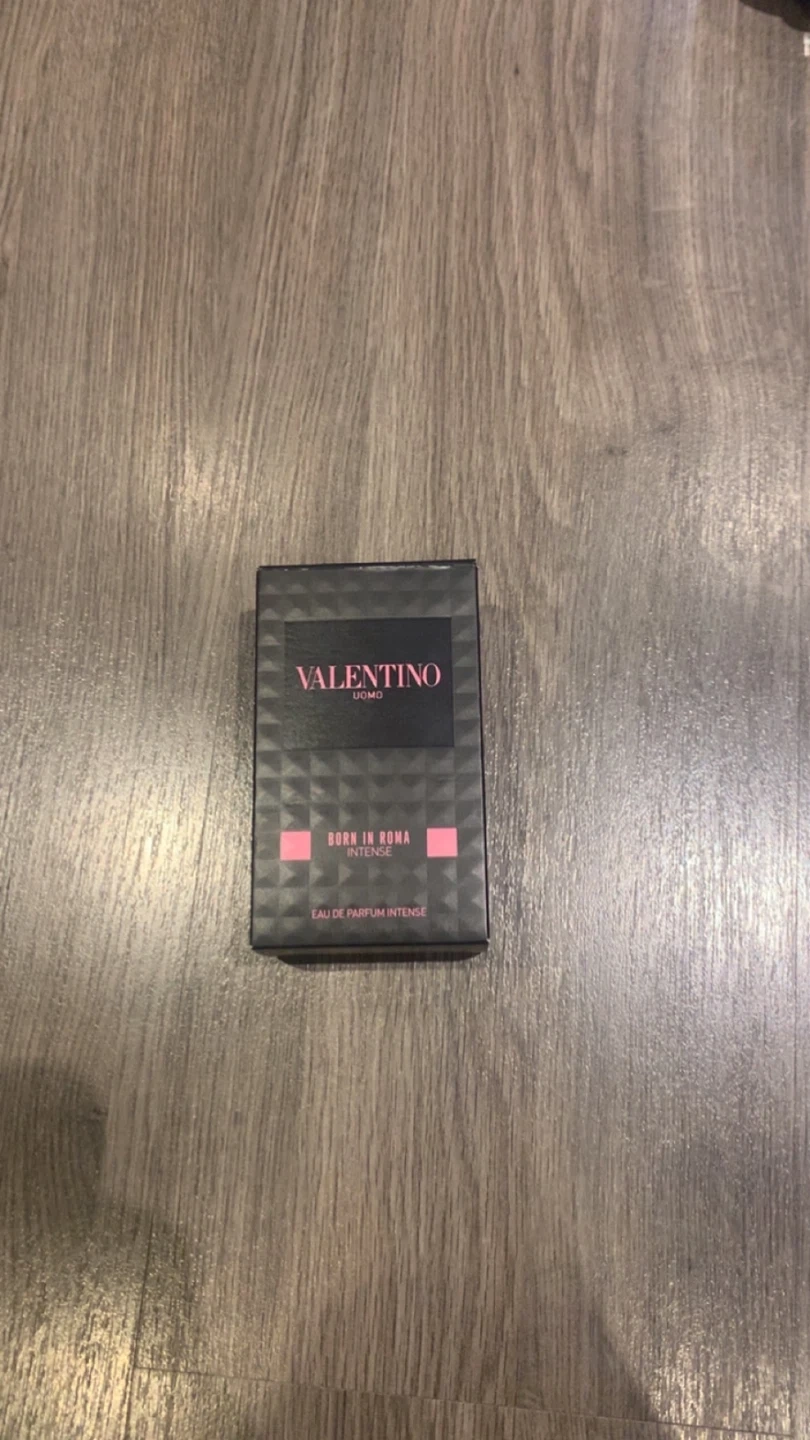 VALENTINO
UOMO
BORN IN ROMA
INTENSE
EAU DE PARFUM INTENSE